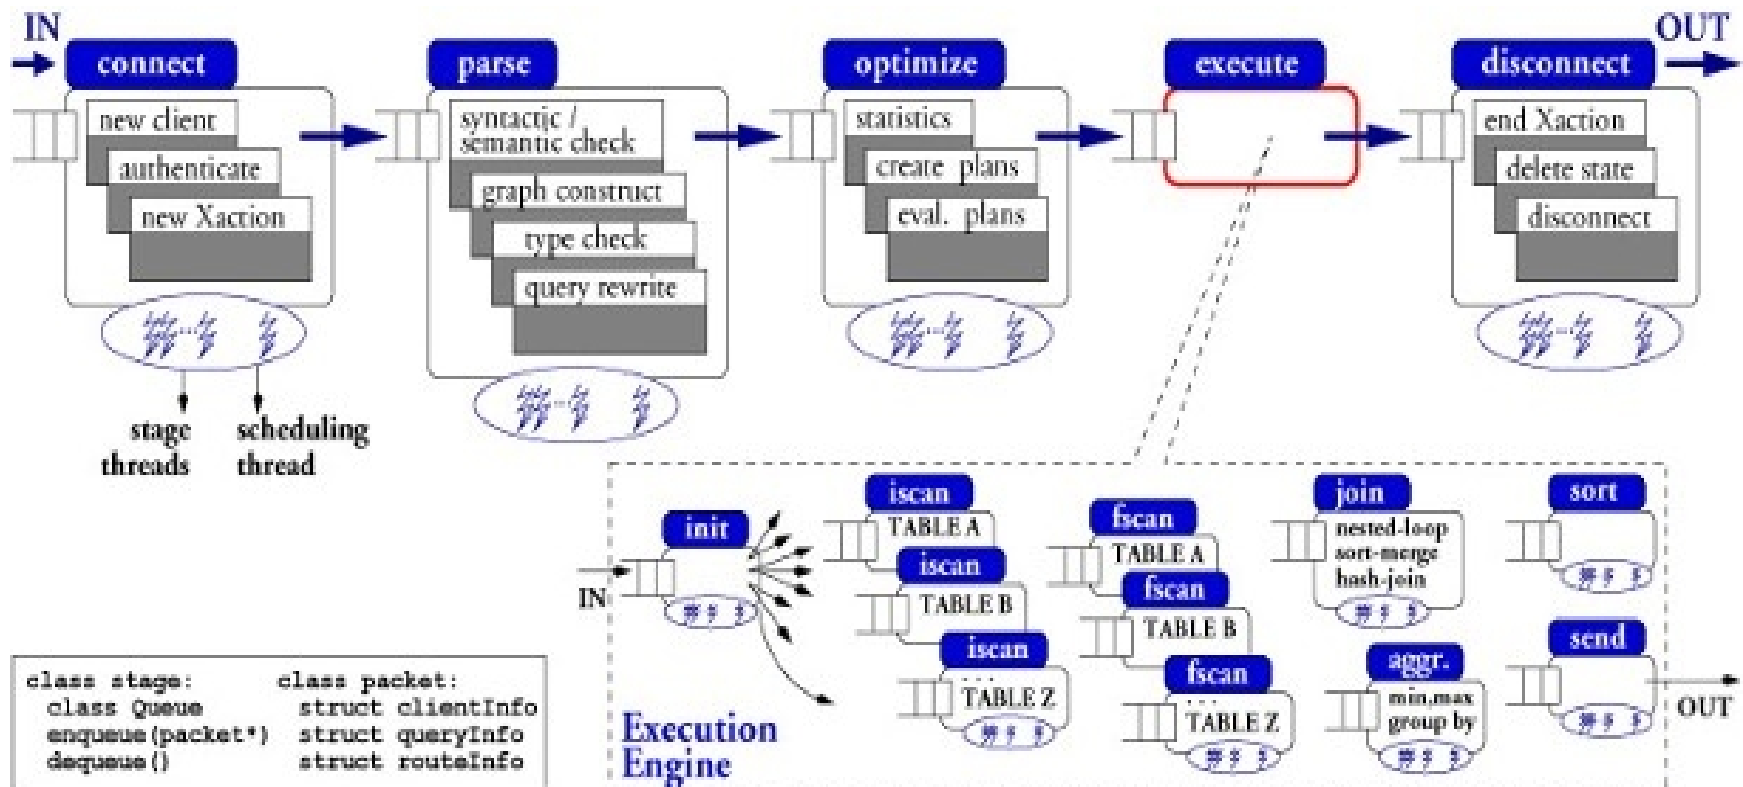 IN
OUT
connect
new client
authenticate
new Xaction
stage
threads
scheduling
thread
parse
syntactic /
semantic check
graph construct
type check
query rewrite
optimize
statistics
create plans
eval. plans
execute
disconnect
end Xaction
delete state
disconnect
IN
init
iscan
TABLE A
iscan
TABLE B
iscan
. . .
TABLE Z
fscan
TABLE A
fscan
TABLE B
fscan
. . .
TABLE Z
join
nested-loop
sort-merge
hash-join
aggr.
min,max
group by
sort
send
OUT
Execution
Engine
class stage:
class Queue
enqueue(packet*)
dequeue()
class packet:
struct clientInfo
struct queryInfo
struct routeInfo